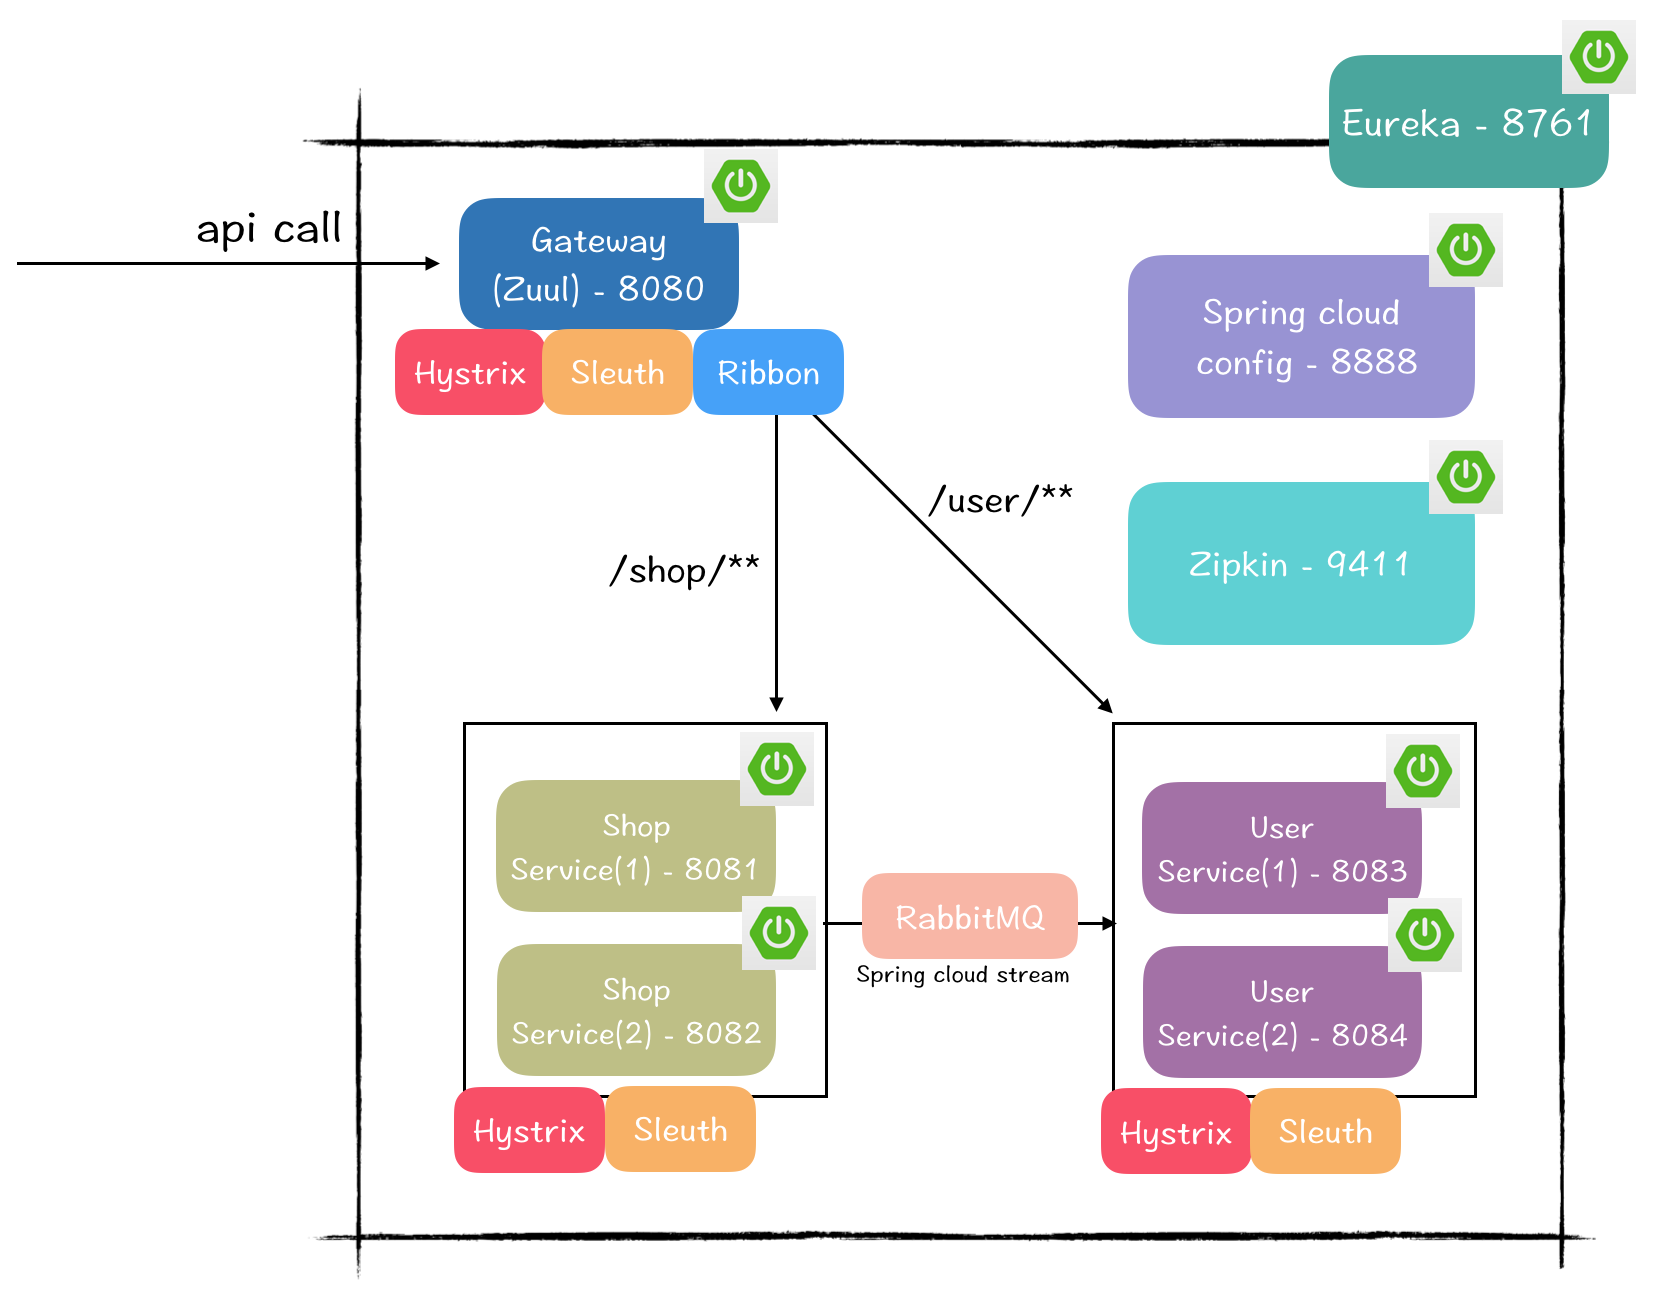 Eureka - 8761
api call
Gateway
(Zuul) - 8080
Hystrix
Sleuth
Ribbon
Spring cloud
config - 8888
/user/**
/shop/**
Zipkin - 9411
Shop
Service(1) - 8081
User
Service(1) - 8083
RabbitMQ
Spring cloud stream
Shop
Service(2) - 8082
User
Service(2) - 8084
Hystrix
Sleuth
Hystrix
Sleuth